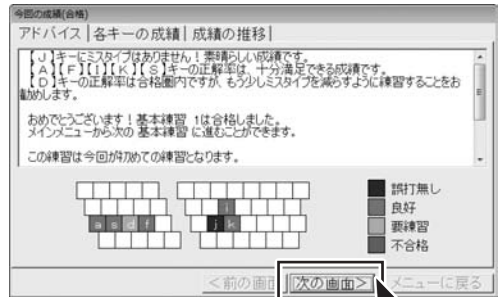 今回の成績(合格)
アドバイス|各キーの成績|成績の推移|
【J】キーにミスタイプはありません!素晴らしい成績です。
【A】【F】【I】【K】【S】キーの正解率は、十分満足できる成績です。
【D】キーの正解率は合格圏内ですが、もう少しミスタイプを減らすように練習することをお
勧めします。
おめでとうございます!基本練習 1は合格しました。
メインメニューから次の 基本練習 に進むことができます。
この練習は今回が初めての練習となります。
i
a s d f j k
誤打無し
良好
要練習
不合格
<前の画面 次の画面> メニューに戻る